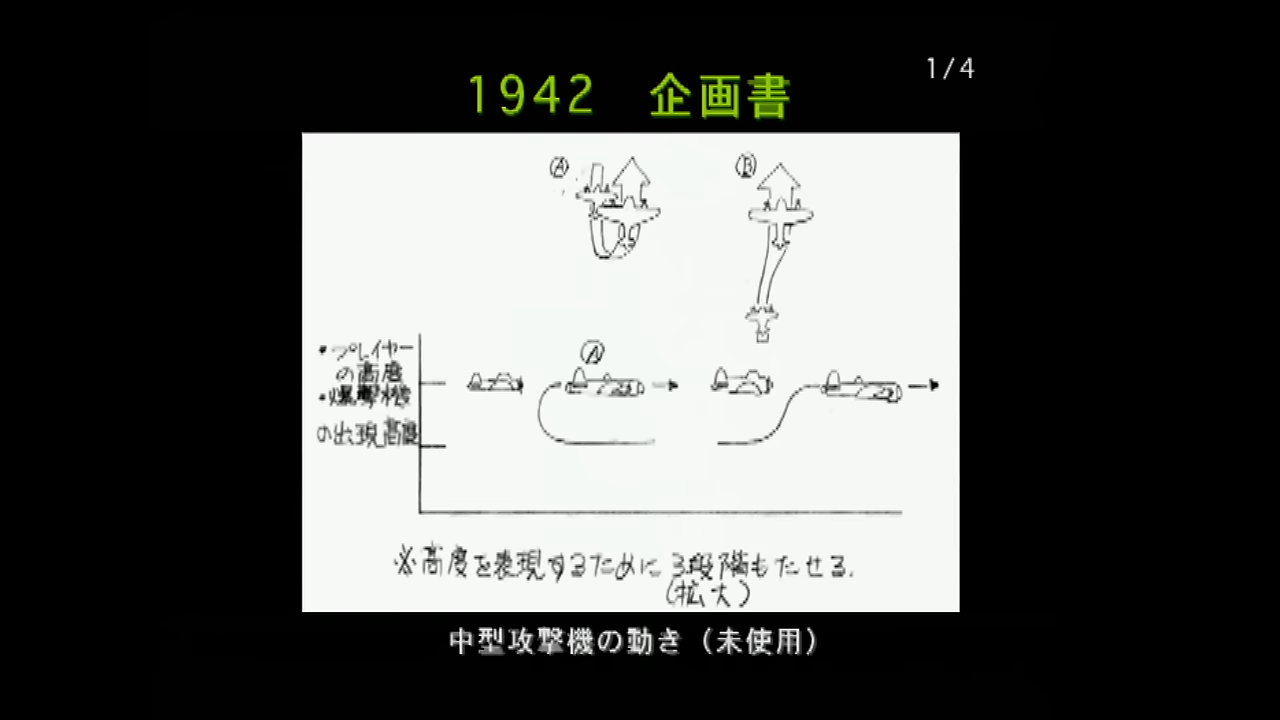 1/4
1942 企画書
Ⓐ
Ⓑ
・プレイヤー
の高度
・爆撃機
の出現高度
Ⓐ
※高度を表現するために3段階もたせる.
(拡大)
中型攻撃機の動き（未使用）